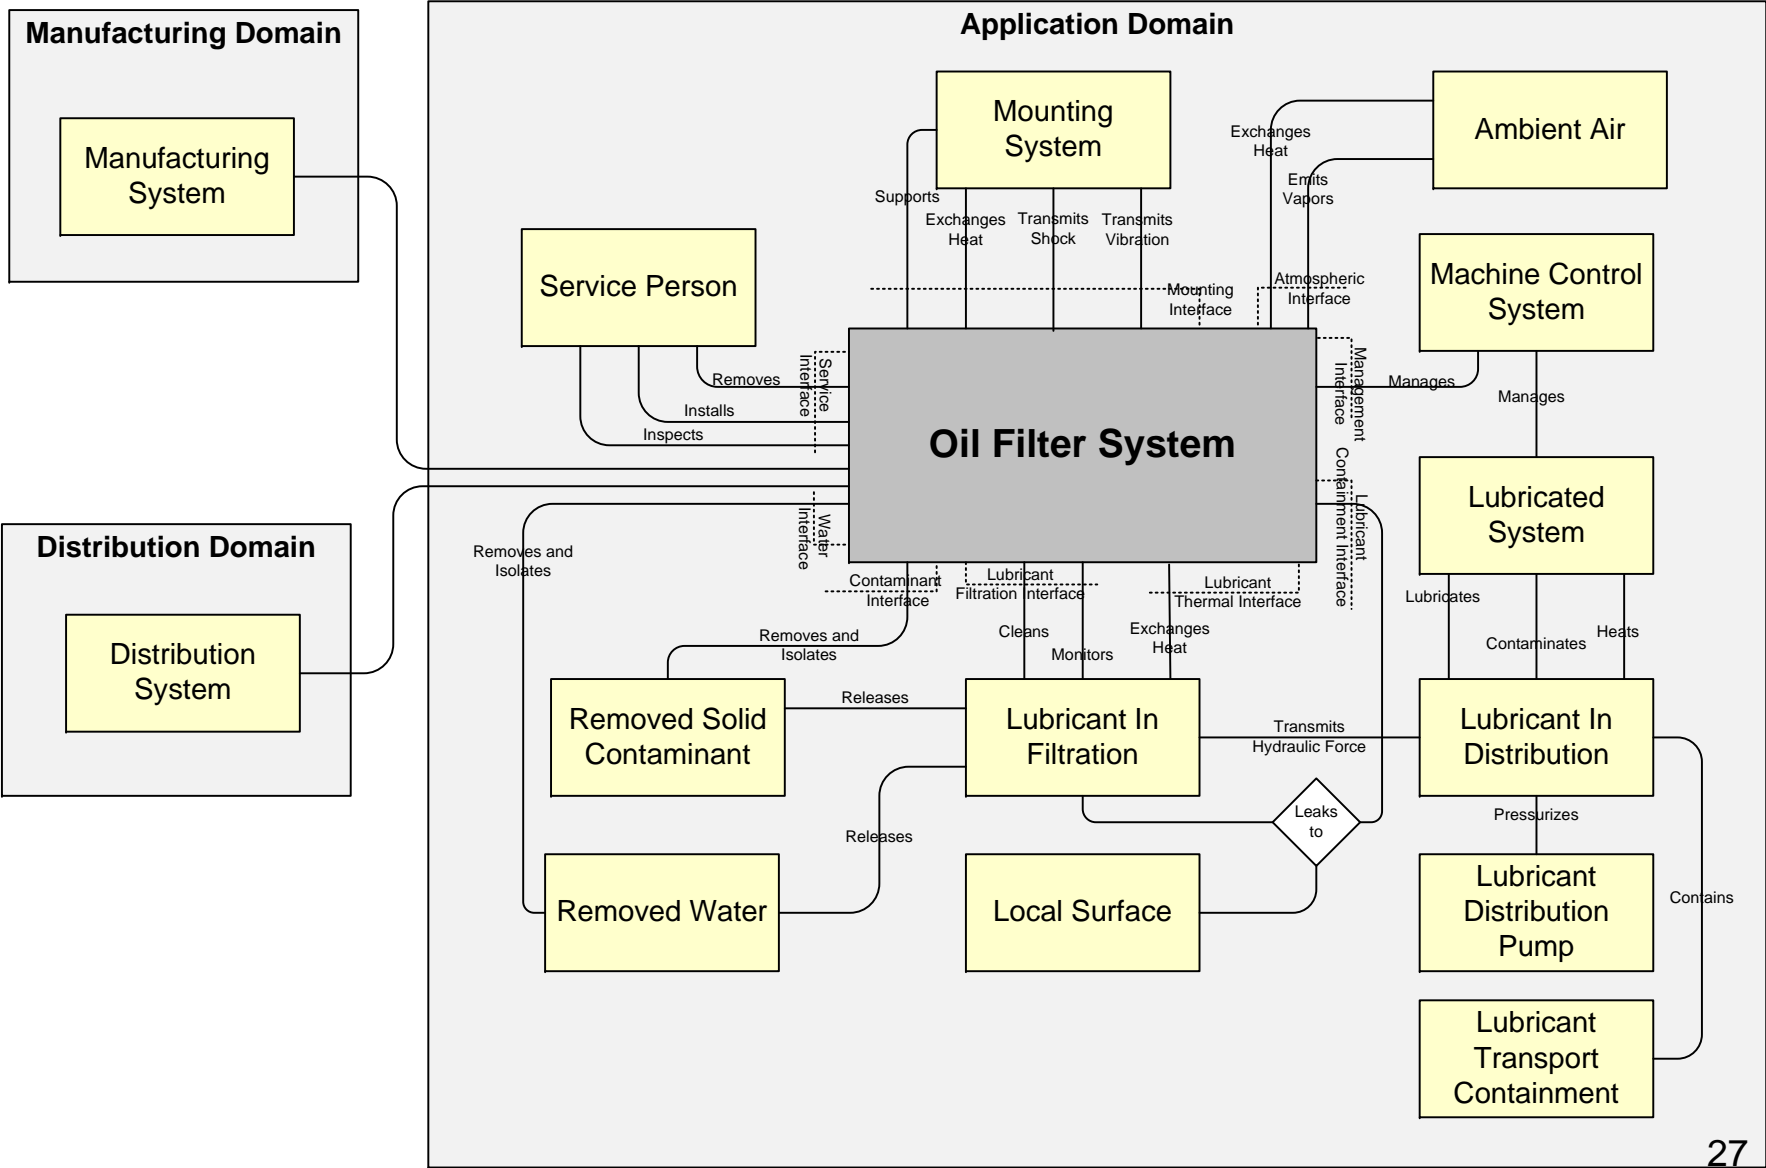 Manufacturing Domain
Manufacturing
System
Distribution Domain
Distribution
System
Application Domain
Mounting
System
Ambient Air
Exchanges
Heat
Emits
Vapors
Supports
Exchanges
Heat
Transmits
Shock
Transmits
Vibration
Service Person
Machine Control
System
Mounting
Interface
Atmospheric
Interface
Removes
Installs
Inspects
Service
Interface
Management
Interface
Manages
Manages
Oil Filter System
Lubricated
System
Water
Interface
Lubricant
Containment Interface
Removes and
Isolates
Contaminant
Interface
Lubricant
Filtration Interface
Lubricant
Thermal Interface
Lubricates
Contaminates
Heats
Removes and
Isolates
Cleans
Monitors
Exchanges
Heat
Removed Solid
Contaminant
Releases
Lubricant In
Filtration
Transmits
Hydraulic Force
Lubricant In
Distribution
Leaks
to
Pressurizes
Releases
Removed Water
Local Surface
Lubricant
Distribution
Pump
Contains
Lubricant
Transport
Containment
27